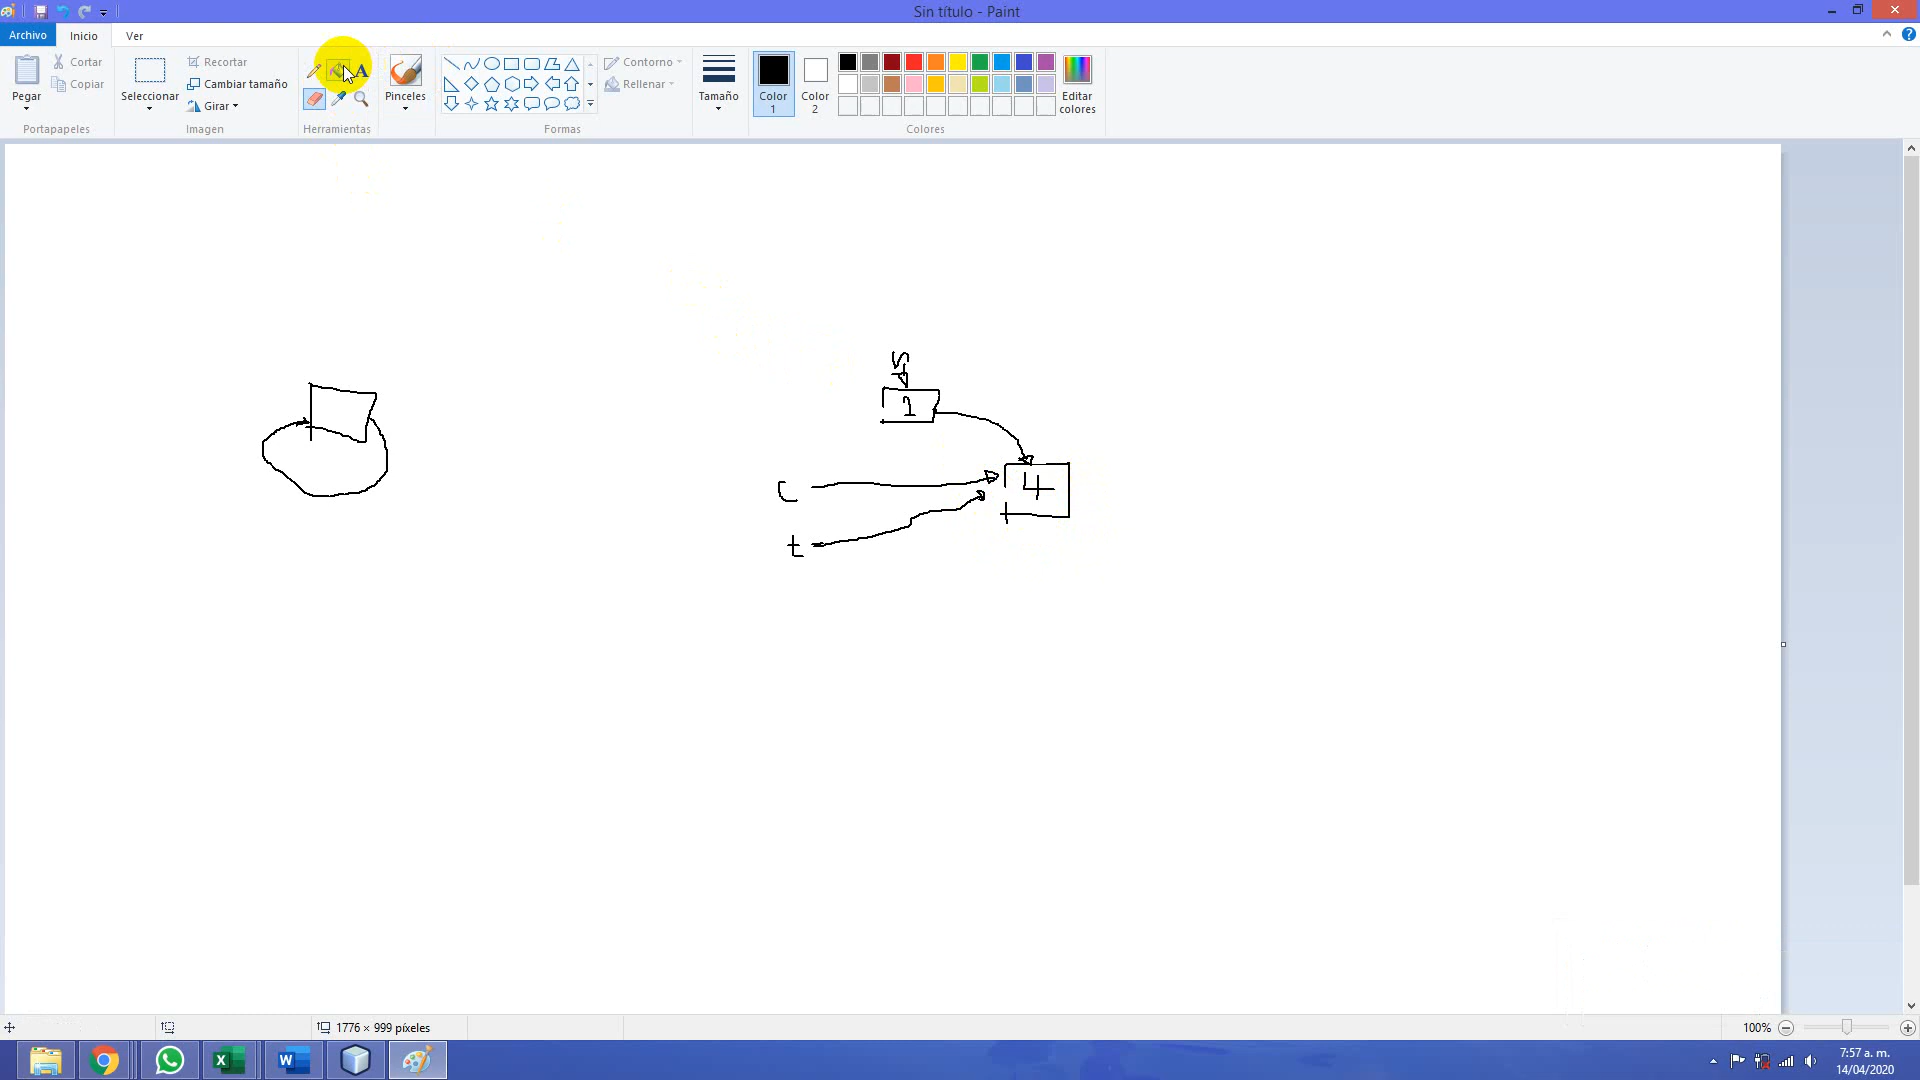 Sin título - Paint
Archivo Inicio Ver
Pegar
Cortar
Copiar
Portapapeles
Seleccionar
Recortar
Cambiar tamaño
Girar
Imagen
A
Herramientas
Pinceles
Contorno
Rellenar
Formas
Tamaño
Color 1
Color 2
Editar colores
Colores
S
1
4
C
t
1776 × 999 píxeles
100%
7:57 a. m.
14/04/2020